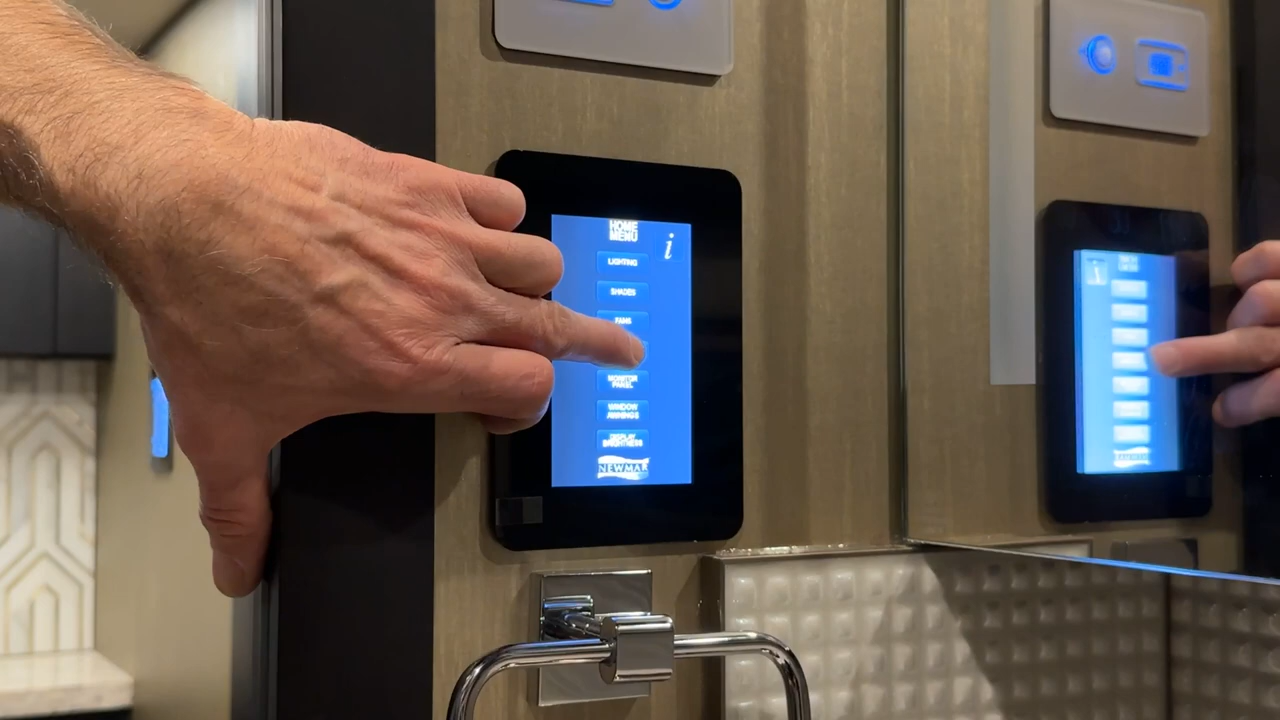 HOME
MENU
i
LIGHTING
SHADES
FANS
MONITOR
PANEL
WINDOW
AWNINGS
DISPLAY
BRIGHTNESS
NEWMAR